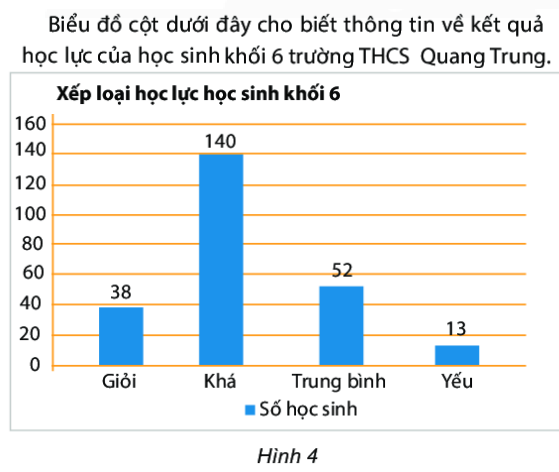 Biểu đồ cột dưới đây cho biết thông tin về kết quả
học lực của học sinh khối 6 trường THCS Quang Trung.
Xếp loại học lực học sinh khối 6
160
140
120
100
80
60
40
20
0
38
140
52
13
Giỏi Khá Trung bình Yếu
Số học sinh
Hình 4